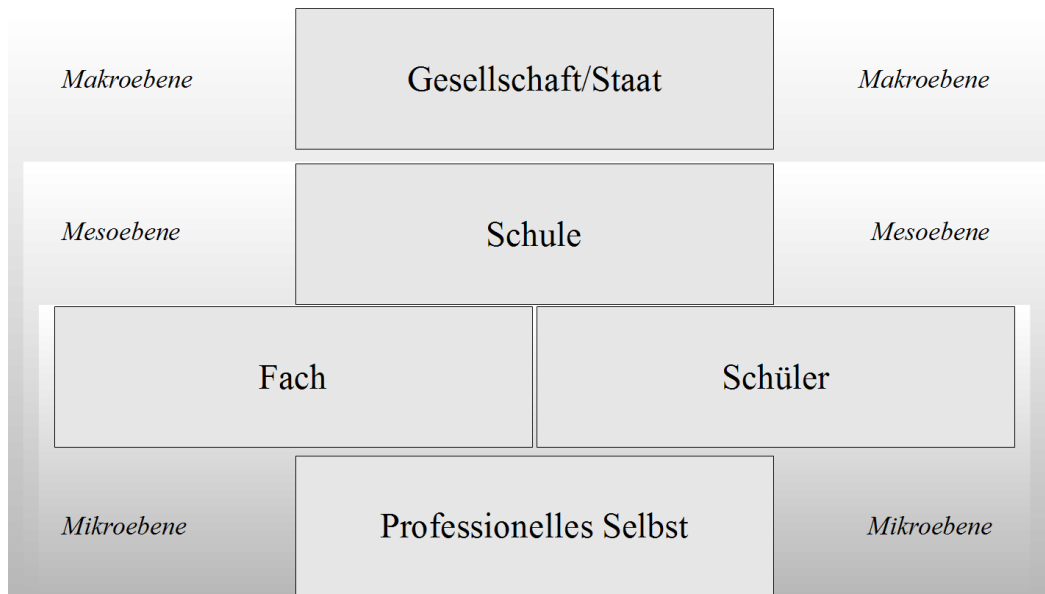 Makroebene
Gesellschaft/Staat
Makroebene
Mesoebene
Schule
Mesoebene
Fach
Schüler
Mikroebene
Professionelles Selbst
Mikroebene